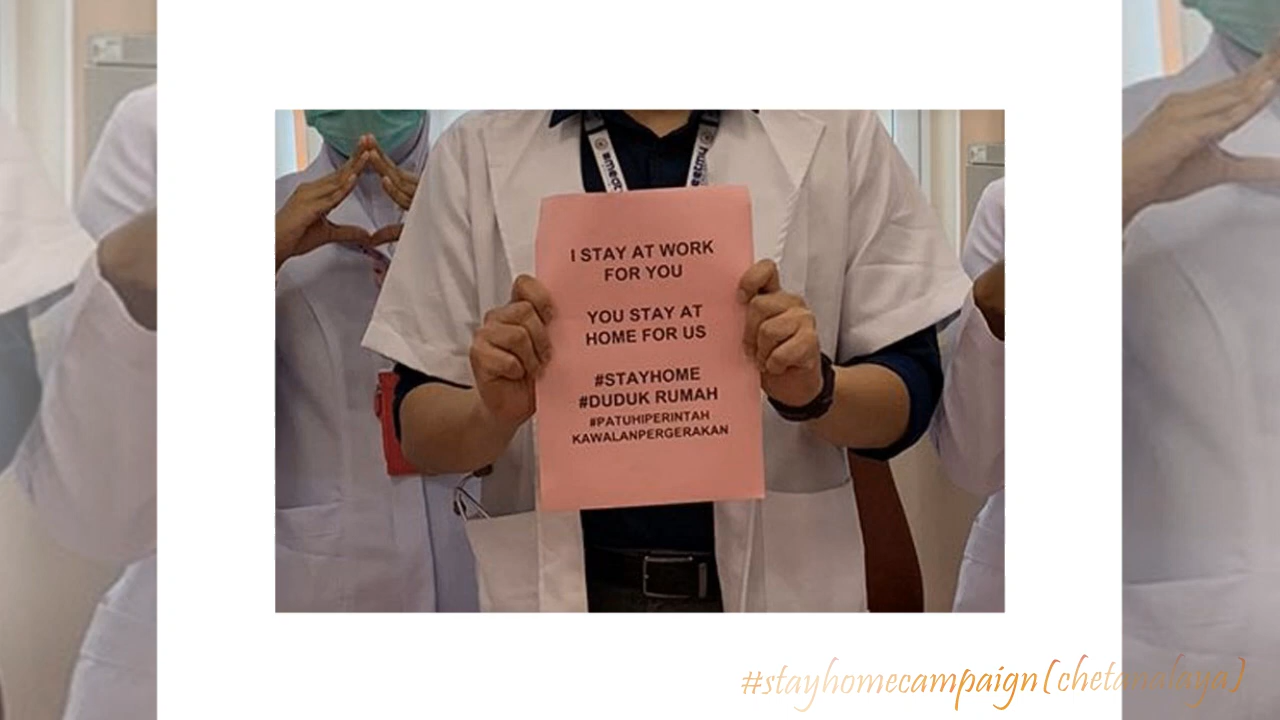 I STAY AT WORK
FOR YOU
YOU STAY AT
HOME FOR US
#STAYHOME
#DUDUK RUMAH
#PATUHIPERINTAH
KAWALANPERGERAKAN
#stayhomecampaign(chetanalaya)